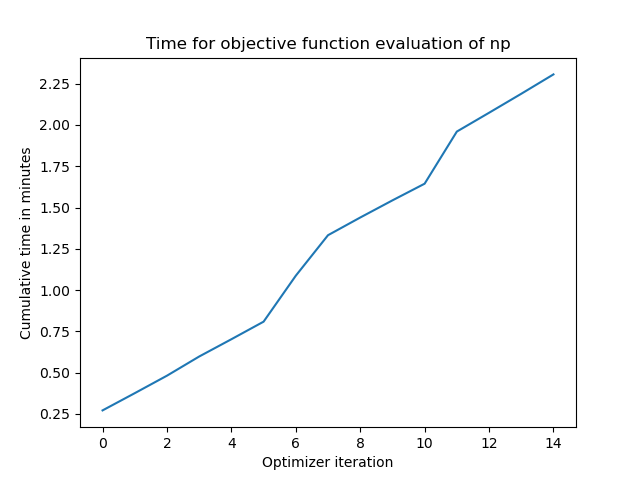 Time for objective function evaluation of np
2.25
2.00
1.75
1.50
1.25
1.00
0.75
0.50
0.25
Cumulative time in minutes
0 2 4 6 8 10 12 14
Optimizer iteration